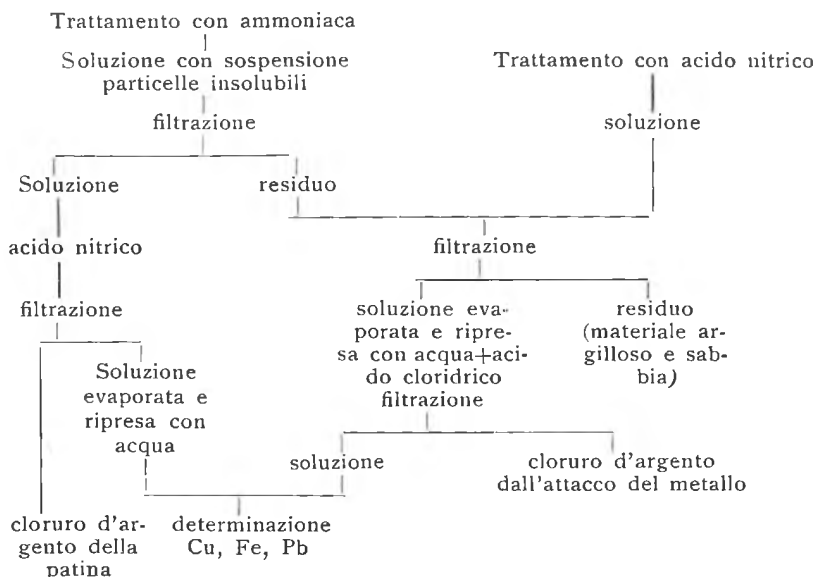 Trattamento con ammoniaca
Soluzione con sospensione
particelle insolubili
Trattamento con acido nitrico
filtrazione
soluzione
Soluzione
residuo
acido nitrico
filtrazione
filtrazione
soluzione eva-
porata e ripre-
sa con acqua+aci-
do cloridrico
filtrazione
residuo
(materiale ar-
gilloso e sab-
bia)
Soluzione
evaporata e
ripresa con
acqua
soluzione
cloruro d'argento
dall'attacco del metallo
cloruro d'ar-
gento della
patina
determinazione
Cu, Fe, Pb